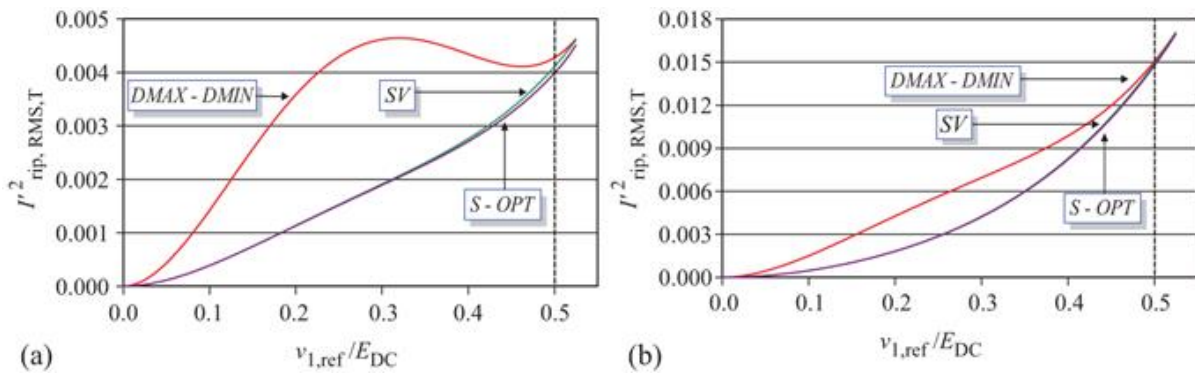 0.005
0.004
0.003
0.002
0.001
0.000
I′²rip, RMS,T
DMAX - DMIN
SV
S - OPT
0.0 0.1 0.2 0.3 0.4 0.5
v1,ref /EDC
(a)
0.018
0.015
0.012
0.009
0.006
0.003
0.000
I′²rip, RMS,T
DMAX - DMIN
SV
S - OPT
0.0 0.1 0.2 0.3 0.4 0.5
v1,ref /EDC
(b)